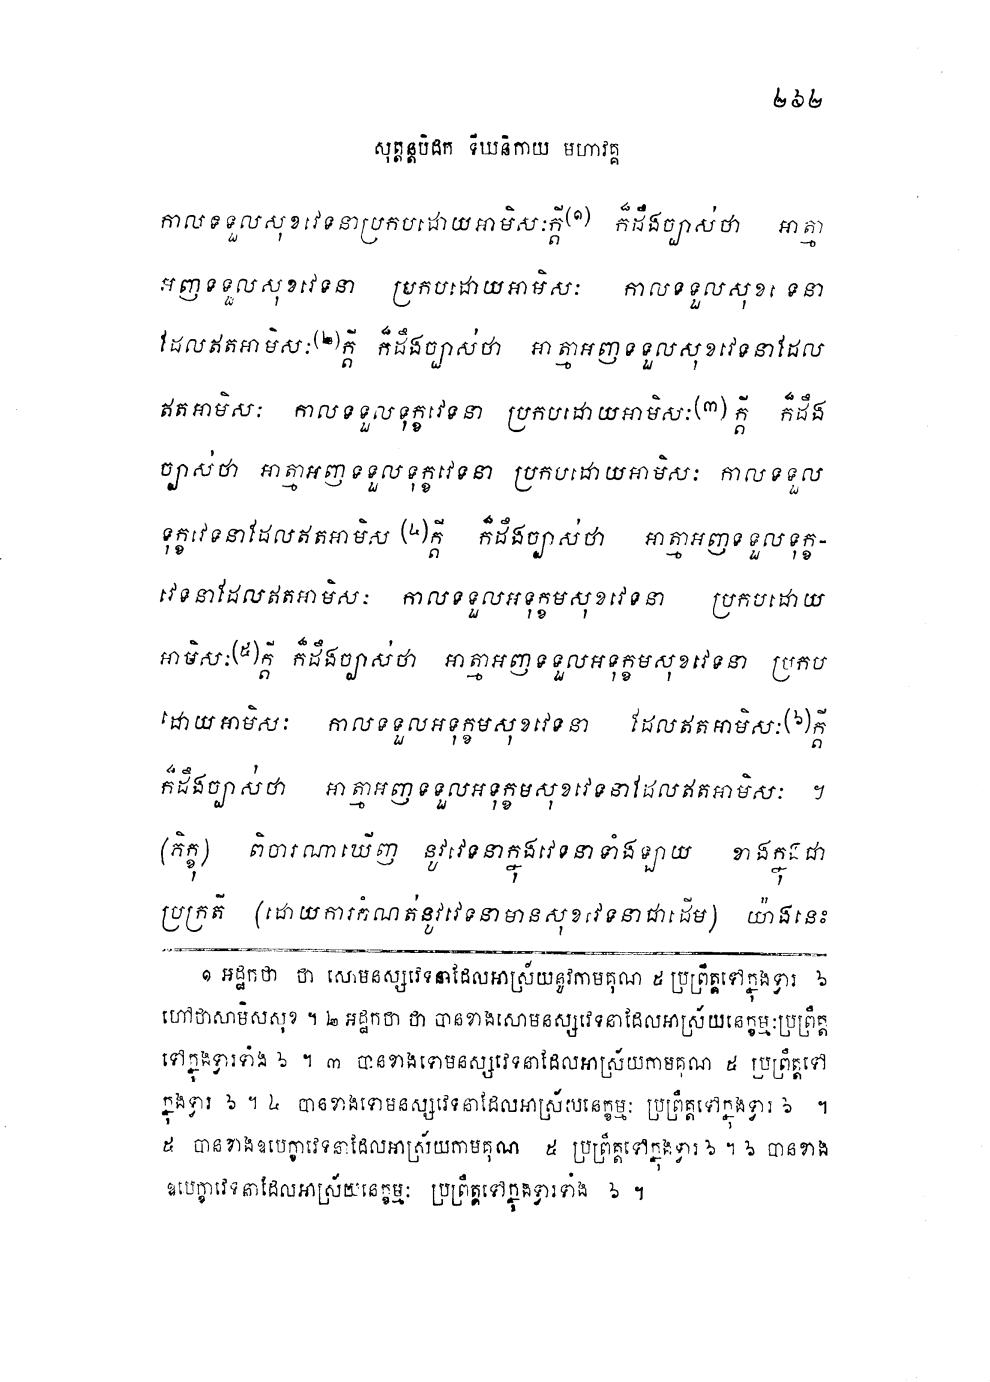 ២៦២
សុត្តន្តបិដក ទីឃនិកាយ មហាវគ្គ
កាលទទួលសុខវេទនាប្រកបដោយអាមិសៈក្តី(១) ក៏ដឹងច្បាស់ថា អាត្មា
អញទទួលសុខវេទនា ប្រកបដោយអាមិសៈ កាលទទួលសុខវេទនា
ដែលឥតអាមិសៈ(២)ក្តី ក៏ដឹងច្បាស់ថា អាត្មាអញទទួលសុខវេទនាដែល
ឥតអាមិសៈ កាលទទួលទុក្ខវេទនា ប្រកបដោយអាមិសៈ(៣)ក្តី ក៏ដឹង
ច្បាស់ថា អាត្មាអញទទួលទុក្ខវេទនា ប្រកបដោយអាមិសៈ កាលទទួល
ទុក្ខវេទនាដែលឥតអាមិស (៤)ក្តី ក៏ដឹងច្បាស់ថា អាត្មាអញទទួលទុក្ខ-
វេទនាដែលឥតអាមិសៈ កាលទទួលអទុក្ខមសុខវេទនា ប្រកបដោយ
អាមិសៈ(៥)ក្តី ក៏ដឹងច្បាស់ថា អាត្មាអញទទួលអទុក្ខមសុខវេទនា ប្រកប
ដោយអាមិសៈ កាលទទួលអទុក្ខមសុខវេទនា ដែលឥតអាមិសៈ(៦)ក្តី
ក៏ដឹងច្បាស់ថា អាត្មាអញទទួលអទុក្ខមសុខវេទនាដែលឥតអាមិសៈ ។
(ភិក្ខុ) ពិចារណាឃើញ នូវវេទនាក្នុងវេទនាទាំងឡាយ ខាងក្នុងជា
ប្រក្រតី (ដោយការកំណត់នូវវេទនាមានសុខវេទនាជាដើម) យ៉ាងនេះ
១ អដ្ឋកថា ថា សោមនស្សវេទនាដែលអាស្រ័យនូវកាមគុណ ៥ ប្រព្រឹត្តទៅក្នុងទ្វារ ៦
ហៅថាសាមិសសុខ ។ ២ អដ្ឋកថា ថា បានខាងសោមនស្សវេទនាដែលអាស្រ័យនេក្ខម្មៈប្រព្រឹត្ត
ទៅក្នុងទ្វារទាំង ៦ ។ ៣ បានខាងទោមនស្សវេទនាដែលអាស្រ័យកាមគុណ ៥ ប្រព្រឹត្តទៅ
ក្នុងទ្វារ ៦ ។ ៤ បានខាងទោមនស្សវេទនាដែលអាស្រ័យនេក្ខម្មៈ ប្រព្រឹត្តទៅក្នុងទ្វារ ៦ ។
៥ បានខាងឧបេក្ខាវេទនាដែលអាស្រ័យកាមគុណ ៥ ប្រព្រឹត្តទៅក្នុងទ្វារ ៦ ។ ៦ បានខាង
ឧបេក្ខាវេទនាដែលអាស្រ័យនេក្ខម្មៈ ប្រព្រឹត្តទៅក្នុងទ្វារទាំង ៦ ។